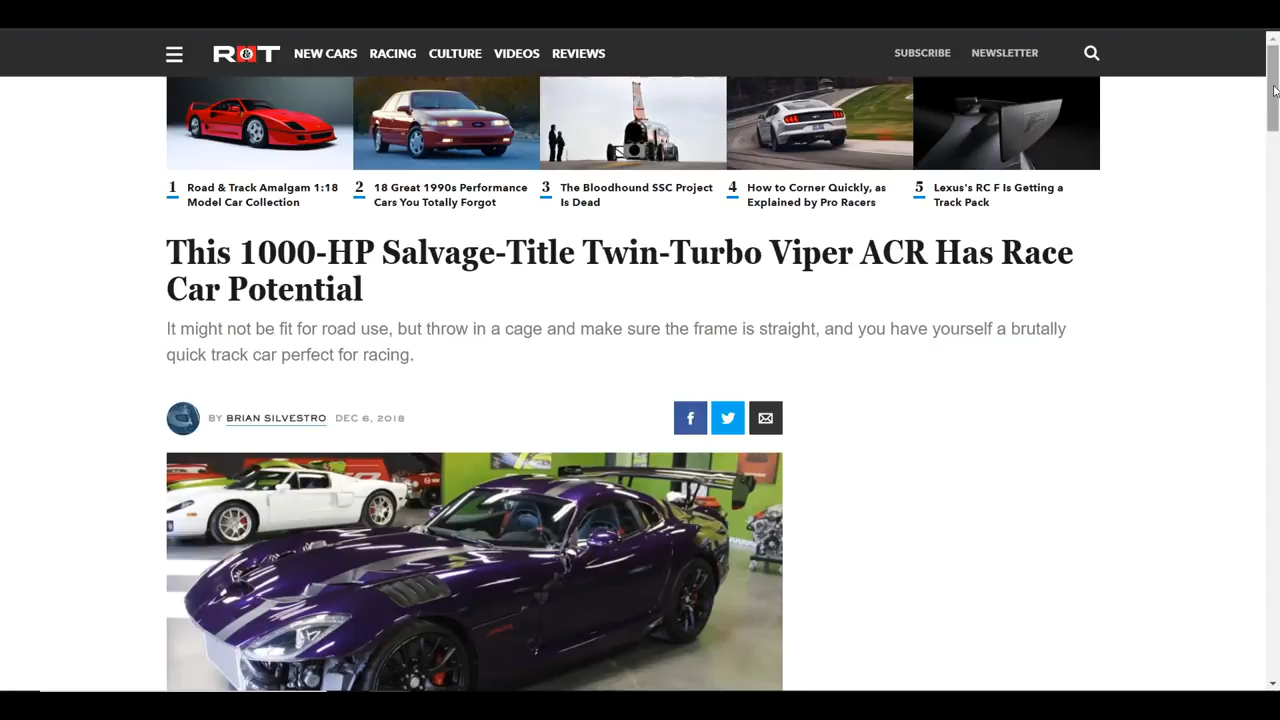 R&T NEW CARS RACING CULTURE VIDEOS REVIEWS SUBSCRIBE NEWSLETTER
1 Road & Track Amalgam 1:18
Model Car Collection
2 18 Great 1990s Performance
Cars You Totally Forgot
3 The Bloodhound SSC Project
Is Dead
4 How to Corner Quickly, as
Explained by Pro Racers
5 Lexus's RC F Is Getting a
Track Pack
This 1000-HP Salvage-Title Twin-Turbo Viper ACR Has Race
Car Potential
It might not be fit for road use, but throw in a cage and make sure the frame is straight, and you have yourself a brutally
quick track car perfect for racing.
BY BRIAN SILVESTRO DEC 6, 2018